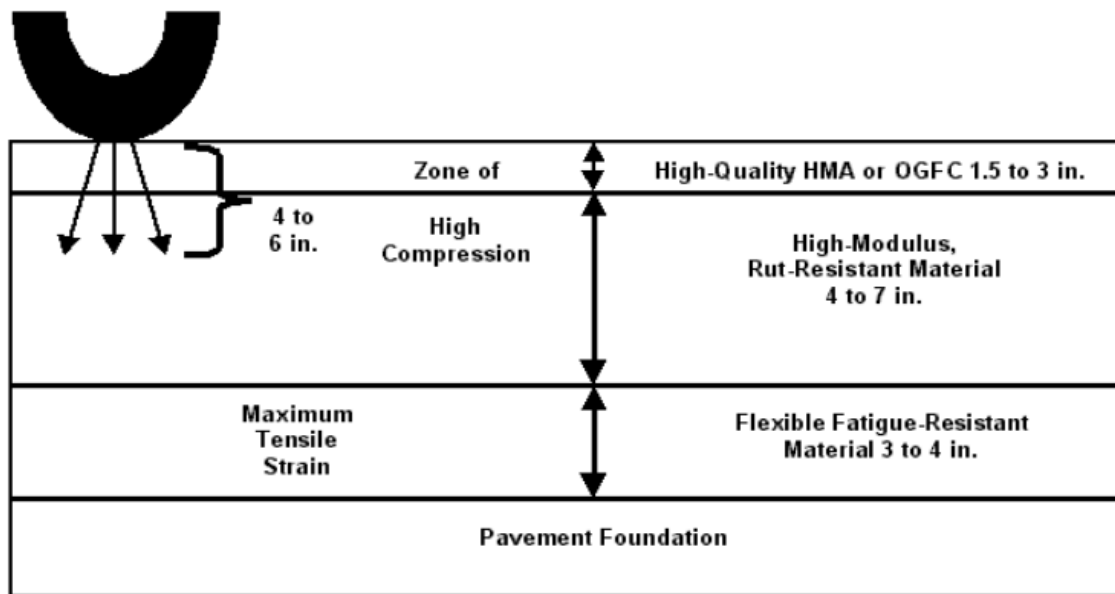 Zone of
High-Quality HMA or OGFC 1.5 to 3 in.
4 to
6 in.
High
Compression
High-Modulus,
Rut-Resistant Material
4 to 7 in.
Maximum
Tensile
Strain
Flexible Fatigue-Resistant
Material 3 to 4 in.
Pavement Foundation